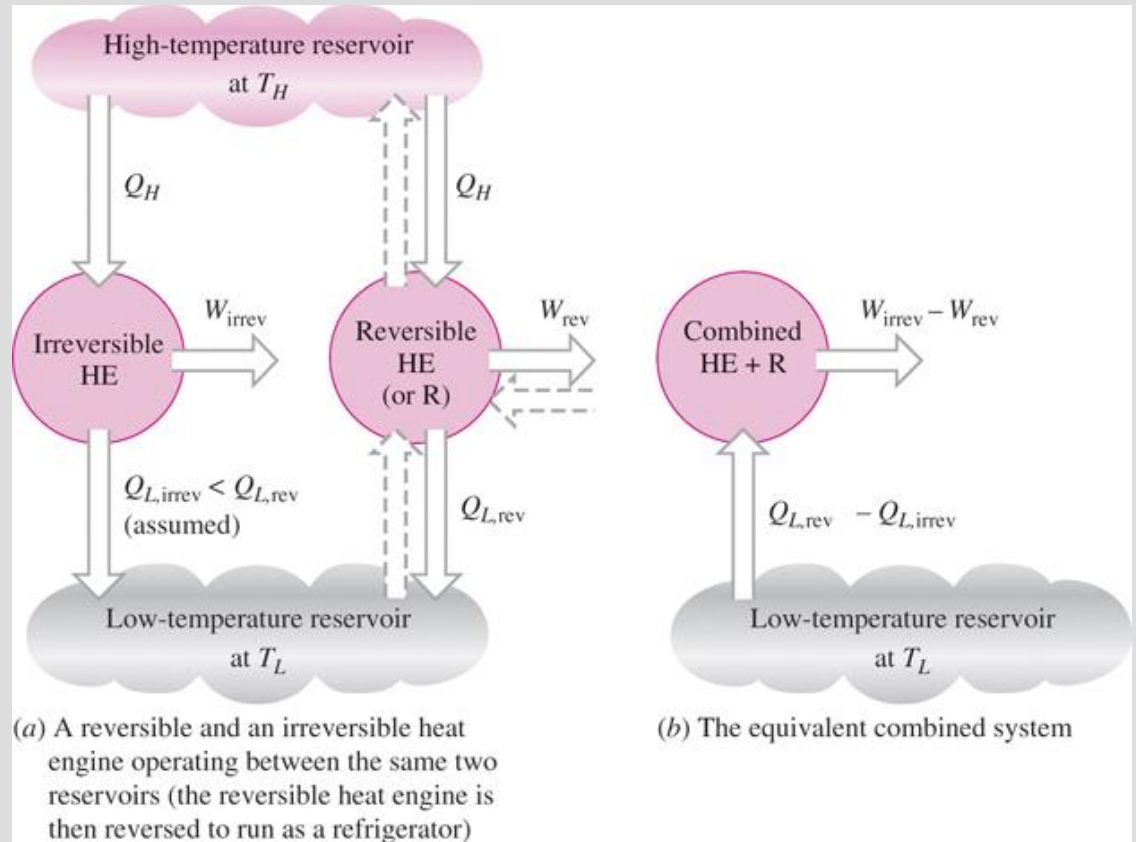 High-temperature reservoir
at T_H
Q_H
Q_H
Irreversible
HE
W_irrev
Reversible
HE
(or R)
W_rev
Combined
HE + R
W_irrev – W_rev
Q_L,irrev < Q_L,rev
(assumed)
Q_L,rev
Q_L,rev – Q_L,irrev
Low-temperature reservoir
at T_L
Low-temperature reservoir
at T_L
(a) A reversible and an irreversible heat
engine operating between the same two
reservoirs (the reversible heat engine is
then reversed to run as a refrigerator)
(b) The equivalent combined system